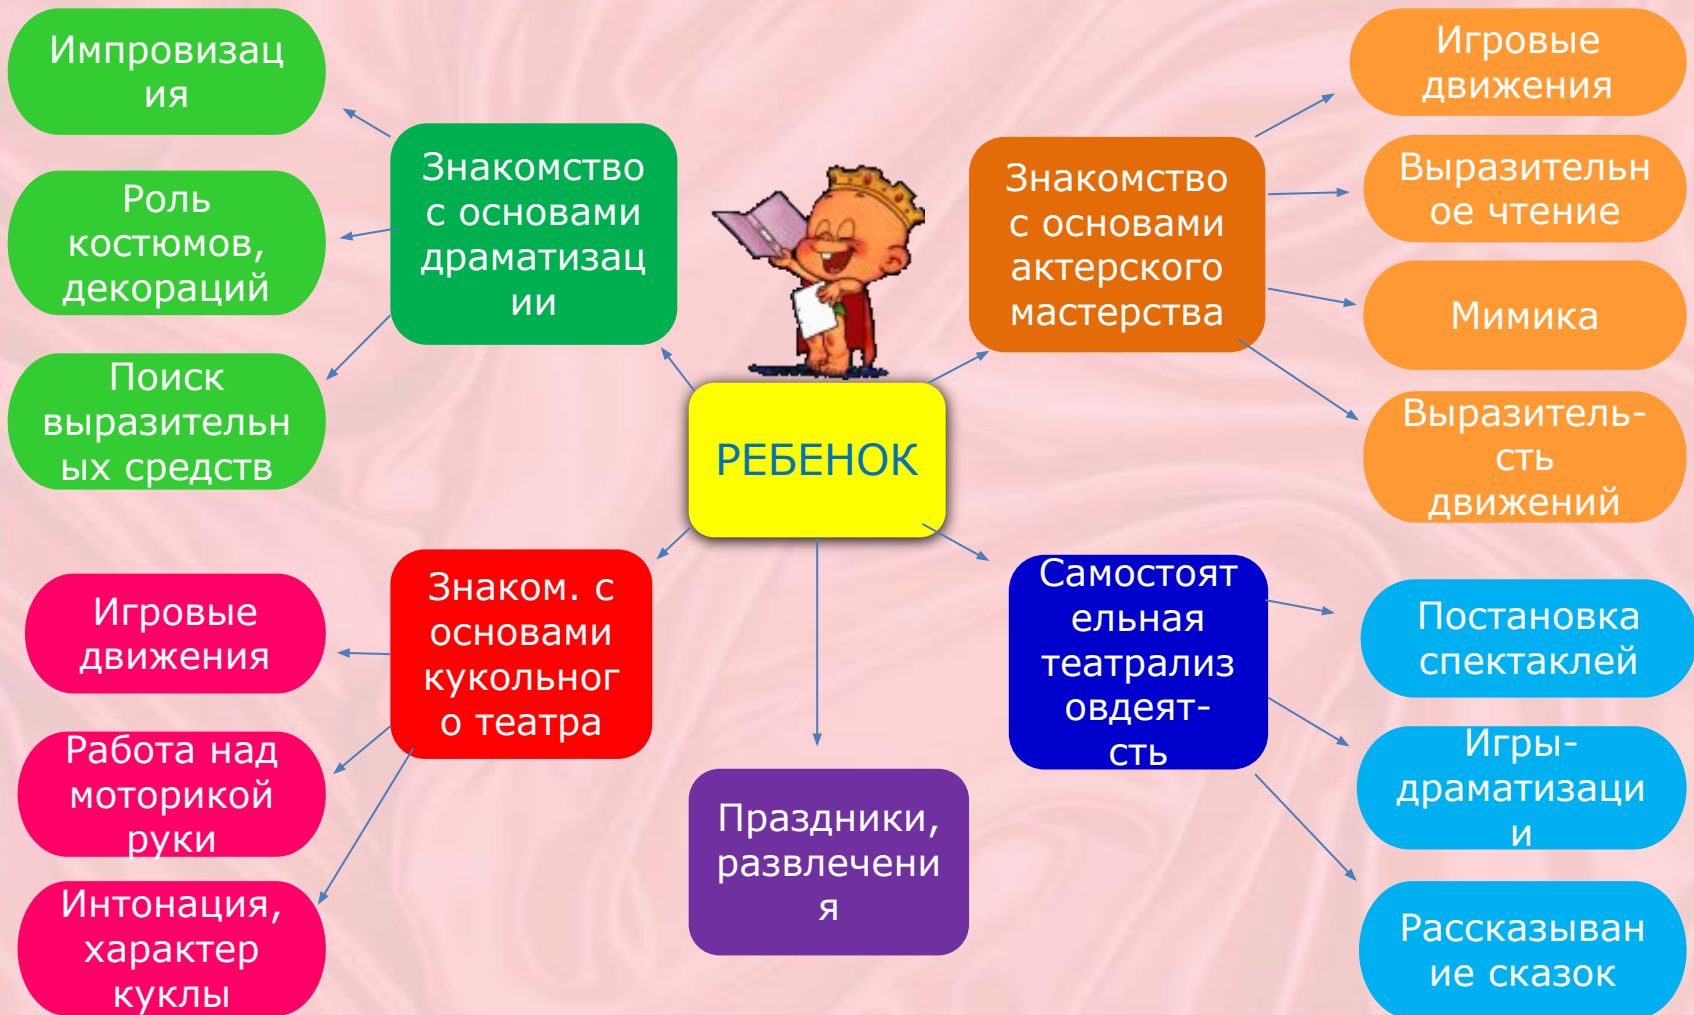 Импровизац
ия
Роль
костюмов,
декораций
Поиск
выразительн
ых средств
Знакомство
с основами
драматизац
ии
Знакомство
с основами
актерского
мастерства
Игровые
движения
Выразительн
ое чтение
Мимика
Выразитель-
сть
движений
РЕБЕНОК
Игровые
движения
Работа над
моторикой
руки
Интонация,
характер
куклы
Знаком. с
основами
кукольног
о театра
Праздники,
развлечени
я
Самостоят
ельная
театрализ
овдеят-
сть
Постановка
спектаклей
Игры-
драматизаци
и
Рассказыван
ие сказок